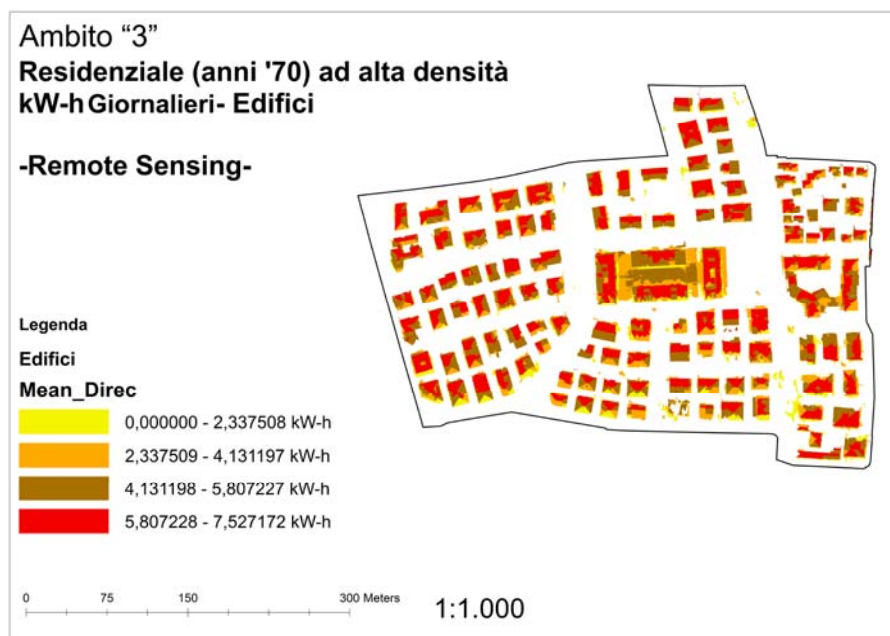 Ambito “3”
Residenziale (anni '70) ad alta densità
kW-h Giornalieri- Edifici
-Remote Sensing-
Legenda
Edifici
Mean_Direc
0,000000 - 2,337508 kW-h
2,337509 - 4,131197 kW-h
4,131198 - 5,807227 kW-h
5,807228 - 7,527172 kW-h
0 75 150 300 Meters
1:1.000